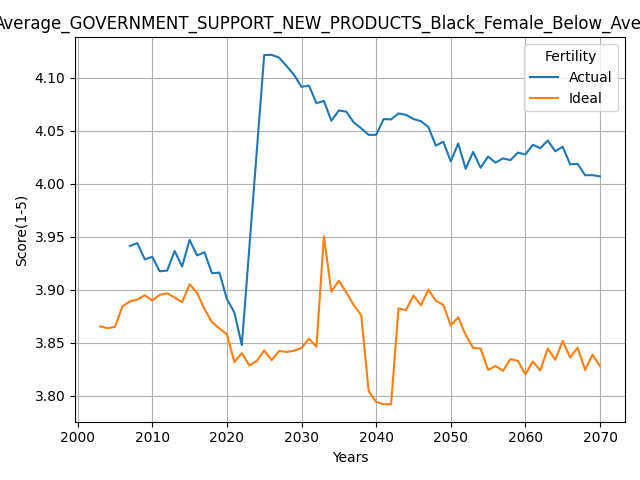 Average_GOVERNMENT_SUPPORT_NEW_PRODUCTS_Black_Female_Below_Ave
Fertility
Actual
Ideal
4.10
4.05
4.00
3.95
3.90
3.85
3.80
Score(1-5)
2000 2010 2020 2030 2040 2050 2060 2070
Years